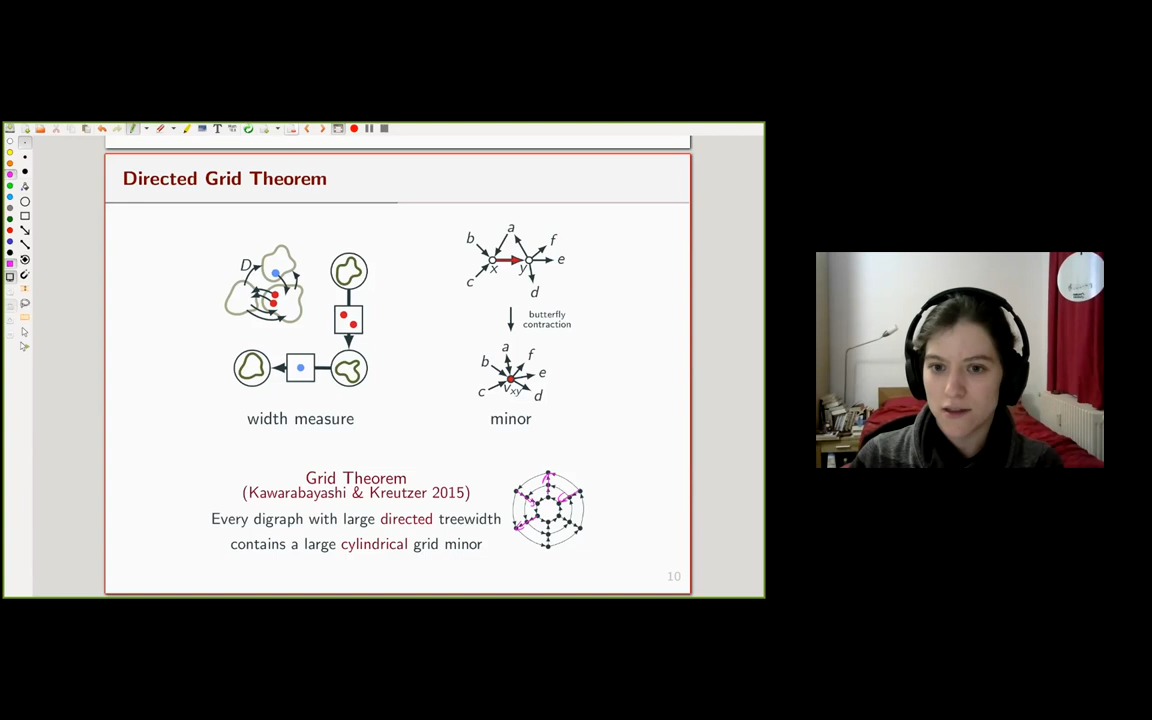 Directed Grid Theorem
D
width measure
a
b
f
x
y
e
c
d
butterfly
contraction
a
b
f
e
c
v_xy
d
minor
Grid Theorem
(Kawarabayashi & Kreutzer 2015)
Every digraph with large directed treewidth
contains a large cylindrical grid minor
10